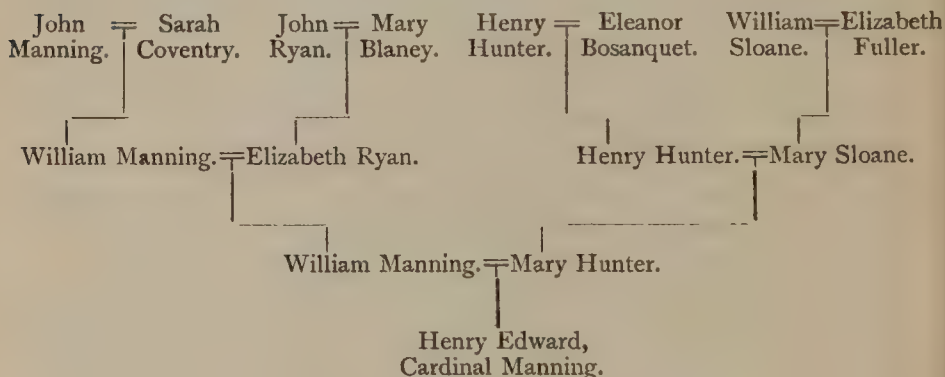 John = Sarah John = Mary Henry = Eleanor William = Elizabeth
Manning. Coventry. Ryan. Blaney. Hunter. Bosanquet. Sloane. Fuller.
William Manning. = Elizabeth Ryan. Henry Hunter. = Mary Sloane.
William Manning. = Mary Hunter.
Henry Edward,
Cardinal Manning.